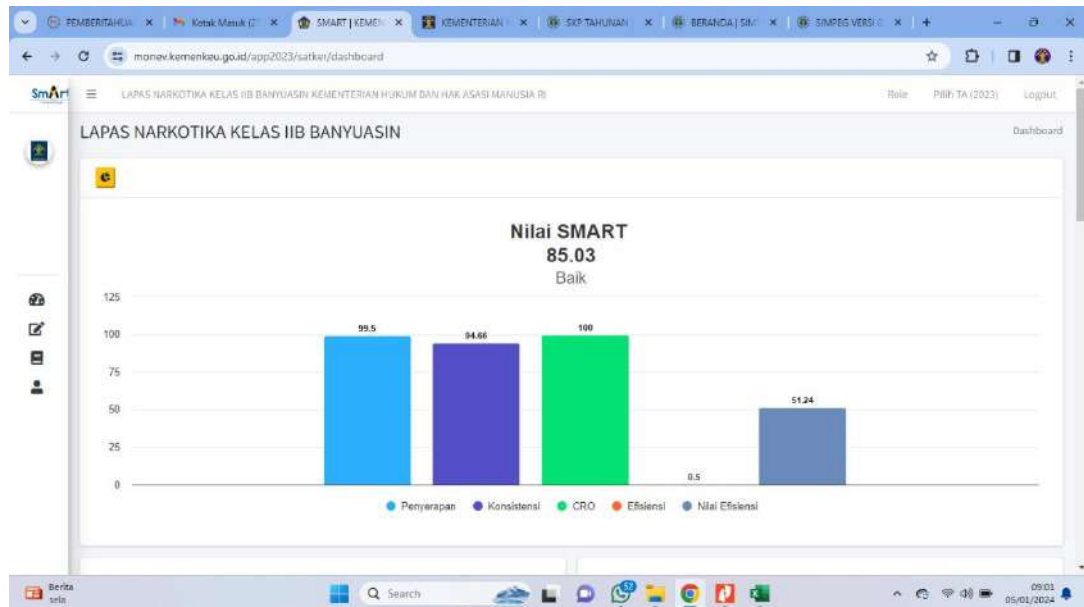 PEMBERITAHUA
Kotak Masuk (2
SMART | KEMEN
KEMENTERIAN
SKP TAHUNAN
BERANDA | SIM
SIMPEG VERSI
monev.kemenkeu.go.id/app2023/satker/dashboard
SmArt
LAPAS NARKOTIKA KELAS IIB BANYUASIN KEMENTERIAN HUKUM DAN HAK ASASI MANUSIA RI
Role
Pilih TA (2023)
Logout
LAPAS NARKOTIKA KELAS IIB BANYUASIN
Dashboard
Nilai SMART
85.03
Baik
125
100
75
50
25
0
99.5
94.66
100
0.5
51.24
Penyerapan
Konsistensi
CRO
Efisiensi
Nilai Efisiensi
Berita
sela
Search
52
09:01
05/01/2024